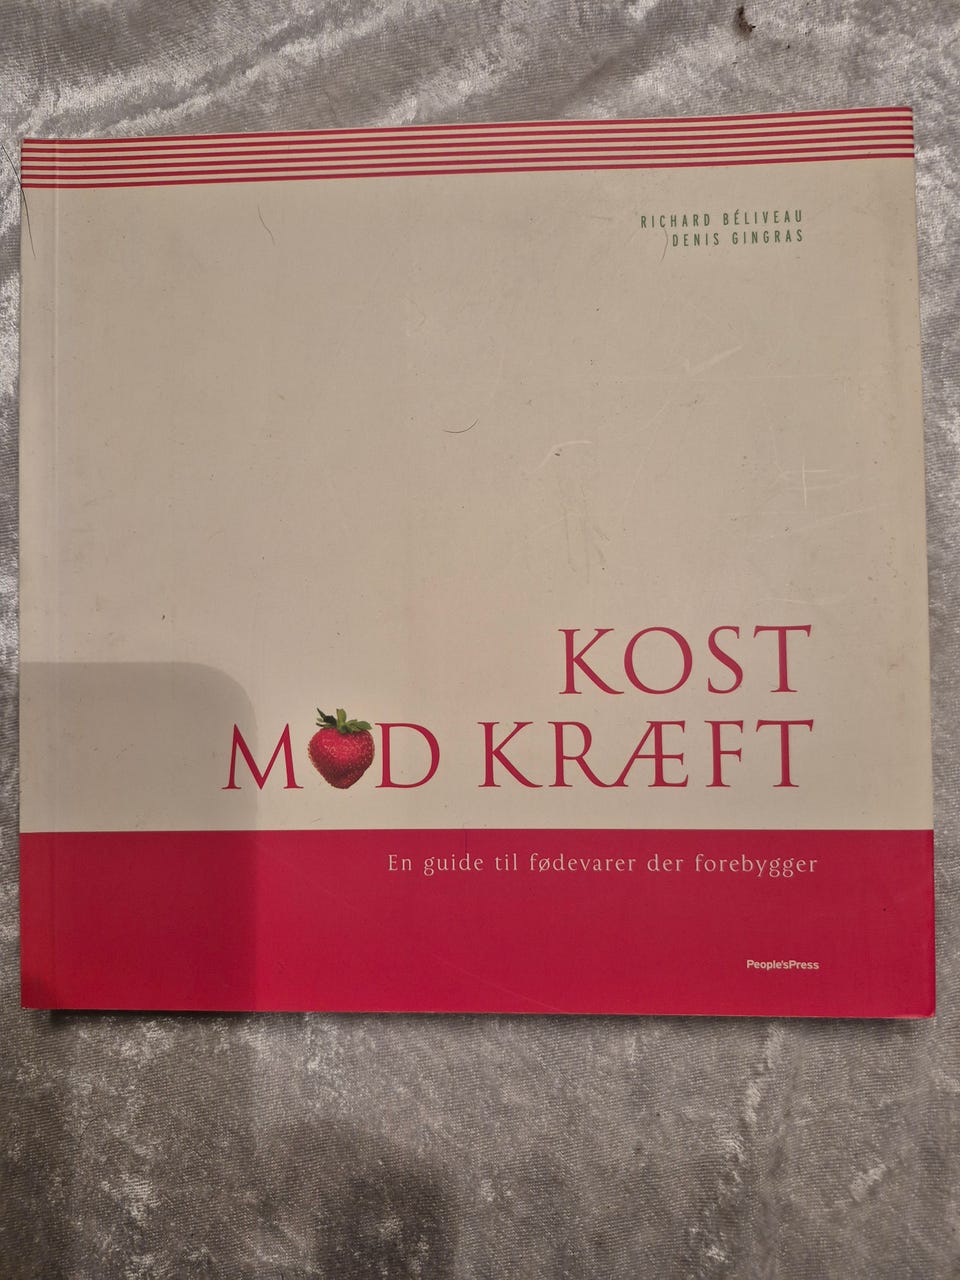 RICHARD BÉLIVEAU
DENIS GINGRAS
KOST
MOD KRÆFT
En guide til fødevarer der forebygger
People'sPress